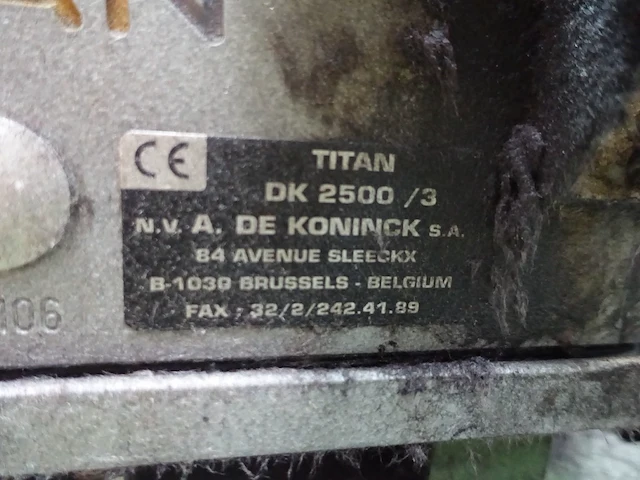 AN
CE
TITAN
DK 2500 /3
N.V. A. DE KONINCK S.A.
84 AVENUE SLEECKX
B-1030 BRUSSELS - BELGIUM
FAX : 32/2/242.41.89
106